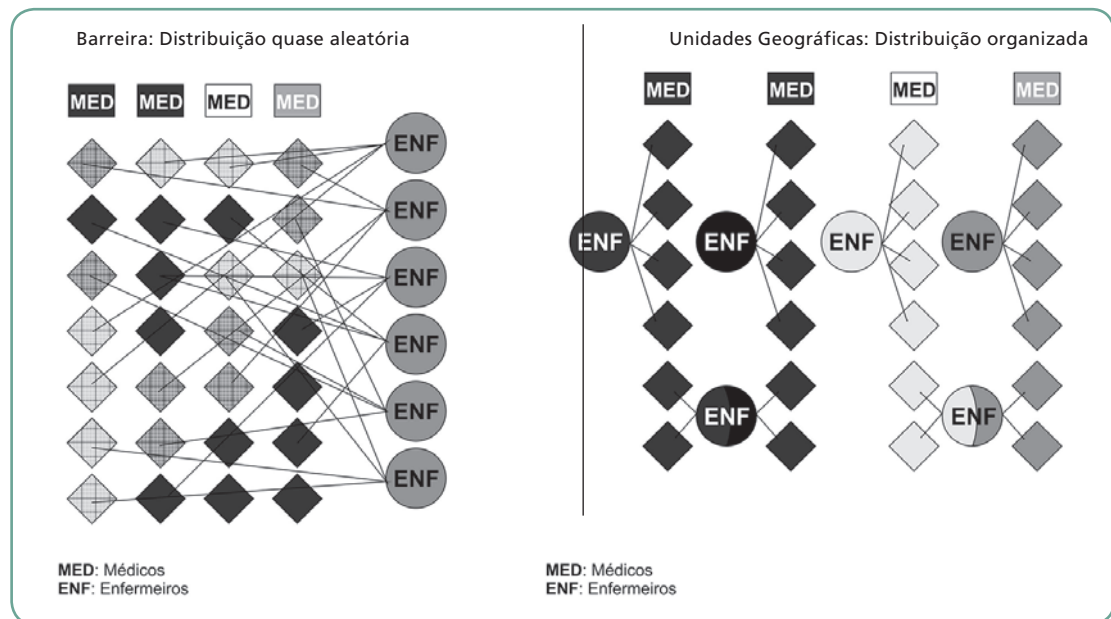 Barreira: Distribuição quase aleatória
MED MED MED MED
ENF
ENF
ENF
ENF
ENF
ENF
MED: Médicos
ENF: Enfermeiros
Unidades Geográficas: Distribuição organizada
MED MED MED MED
ENF ENF ENF ENF
ENF ENF
MED: Médicos
ENF: Enfermeiros